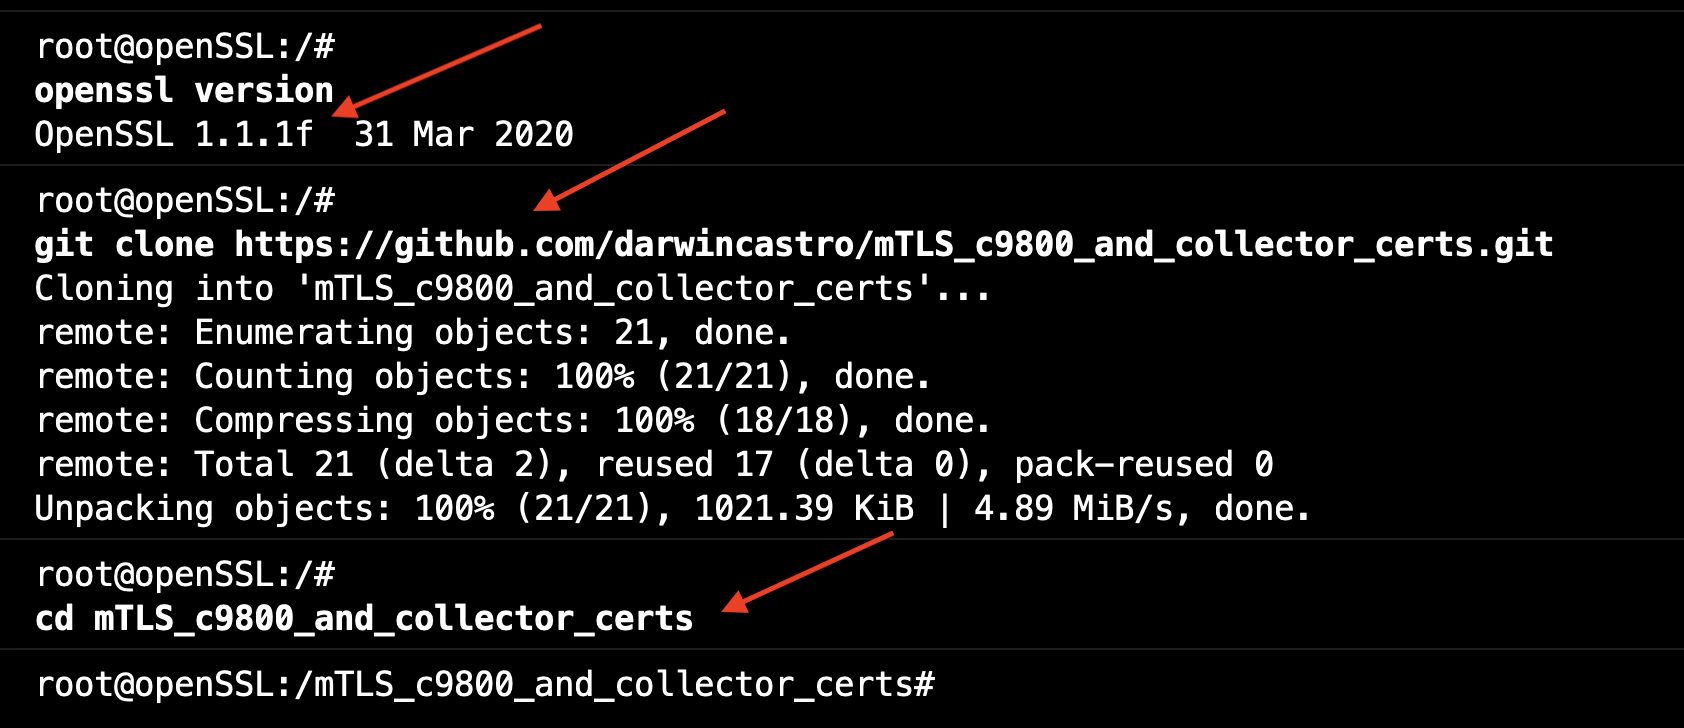 root@openSSL:/#
openssl version
OpenSSL 1.1.1f  31 Mar 2020
root@openSSL:/#
git clone https://github.com/darwincastro/mTLS_c9800_and_collector_certs.git
Cloning into 'mTLS_c9800_and_collector_certs'...
remote: Enumerating objects: 21, done.
remote: Counting objects: 100% (21/21), done.
remote: Compressing objects: 100% (18/18), done.
remote: Total 21 (delta 2), reused 17 (delta 0), pack-reused 0
Unpacking objects: 100% (21/21), 1021.39 KiB | 4.89 MiB/s, done.
root@openSSL:/#
cd mTLS_c9800_and_collector_certs
root@openSSL:/mTLS_c9800_and_collector_certs#